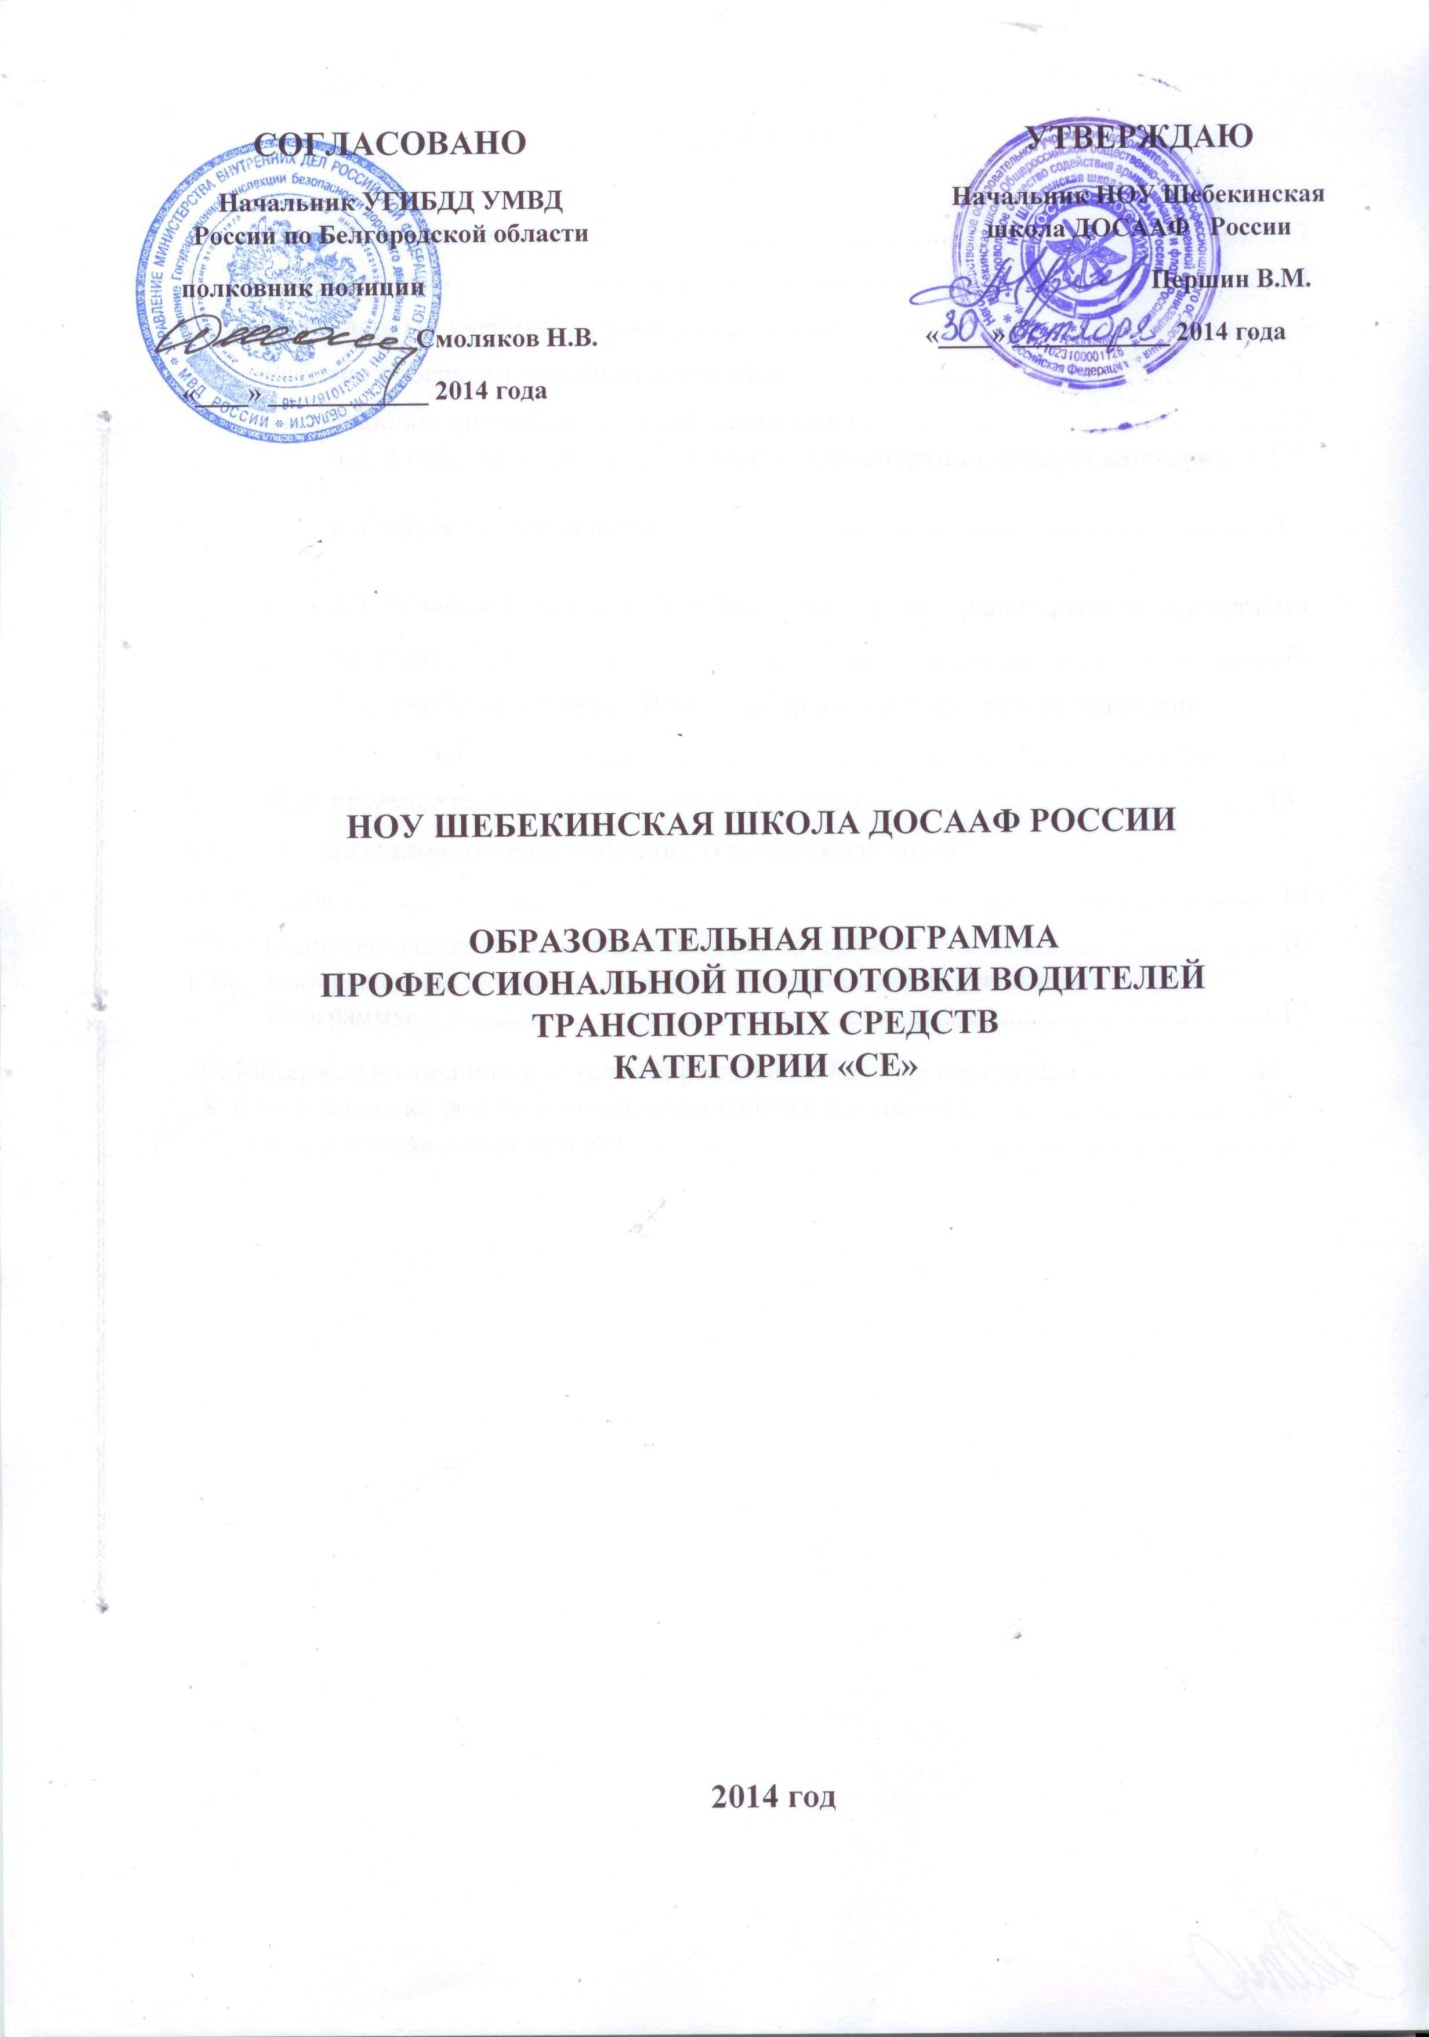 СОГЛАСОВАНО
Начальник УГИБДД УМВД
России по Белгородской области
полковник полиции
Смоляков Н.В.
«____» ____________ 2014 года
УТВЕРЖДАЮ
Начальник НОУ Шебекинская
школа ДОСААФ России
Першин В.М.
«30» октября 2014 года
НОУ ШЕБЕКИНСКАЯ ШКОЛА ДОСААФ РОССИИ
ОБРАЗОВАТЕЛЬНАЯ ПРОГРАММА
ПРОФЕССИОНАЛЬНОЙ ПОДГОТОВКИ ВОДИТЕЛЕЙ
ТРАНСПОРТНЫХ СРЕДСТВ
КАТЕГОРИИ «СЕ»
2014 год